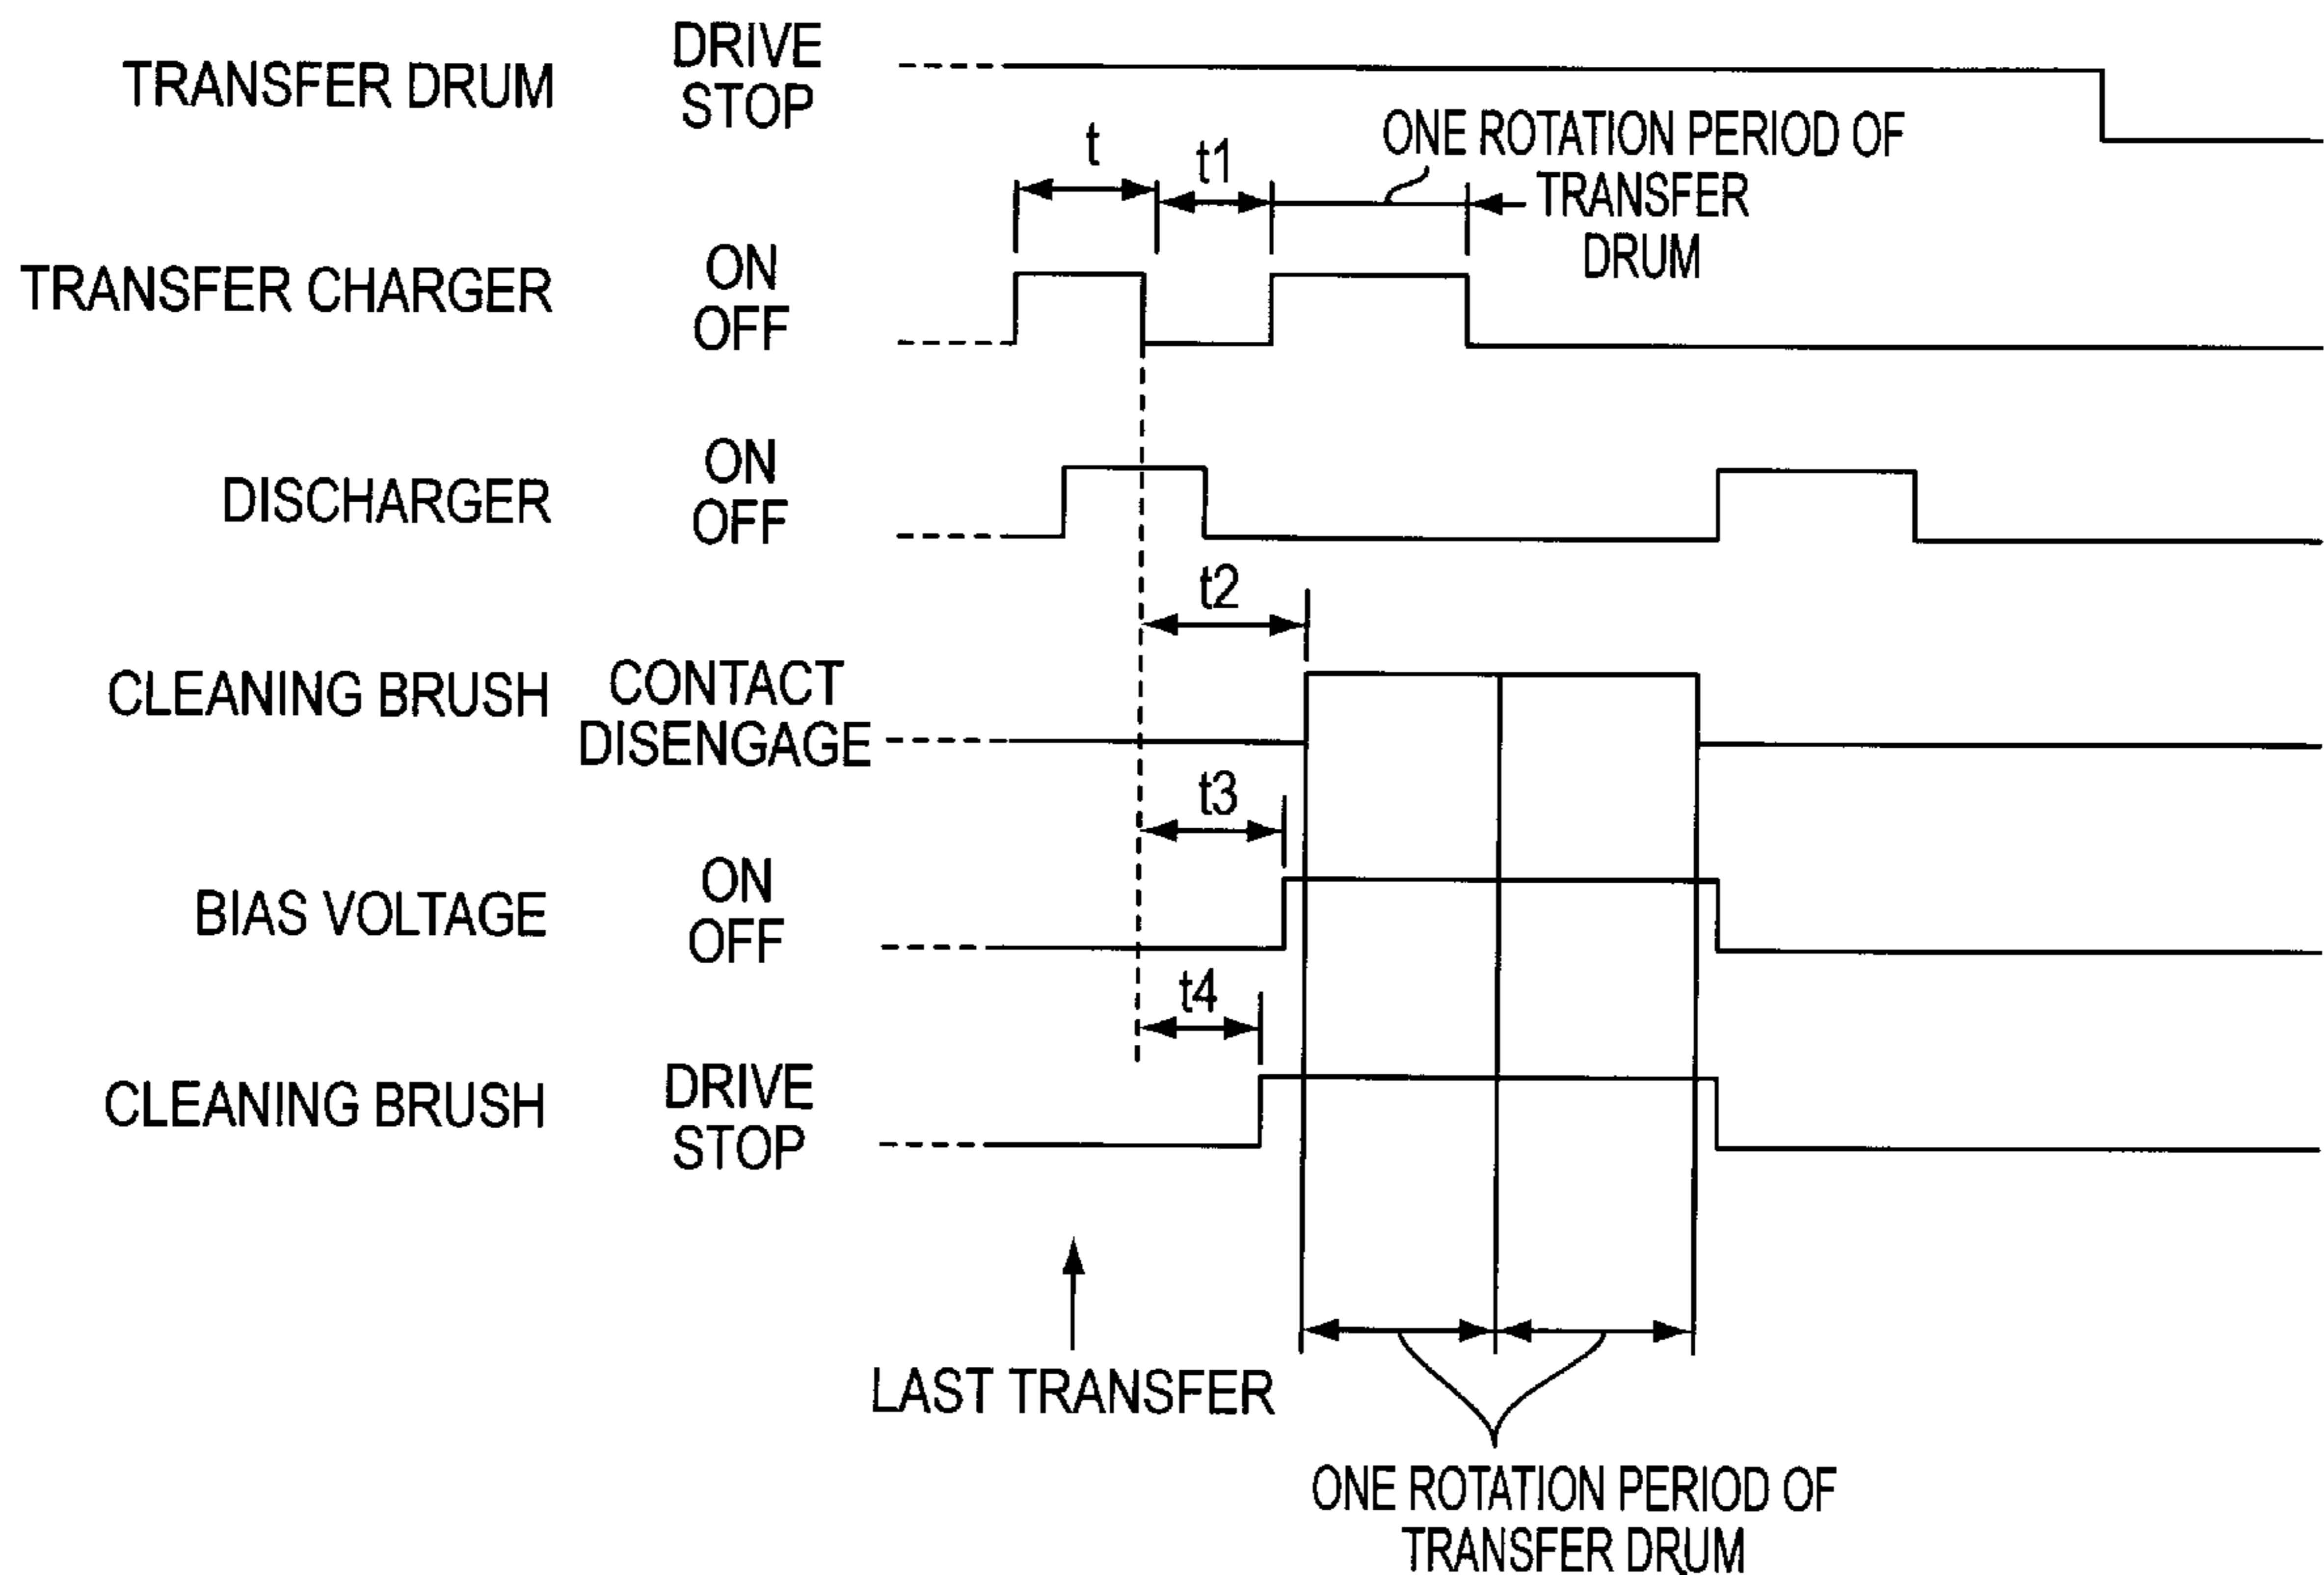 TRANSFER DRUM
DRIVE
STOP
t
t1
ONE ROTATION PERIOD OF
TRANSFER
DRUM
TRANSFER CHARGER
ON
OFF
DISCHARGER
ON
OFF
t2
CLEANING BRUSH
CONTACT
DISENGAGE
t3
BIAS VOLTAGE
ON
OFF
t4
CLEANING BRUSH
DRIVE
STOP
LAST TRANSFER
ONE ROTATION PERIOD OF
TRANSFER DRUM